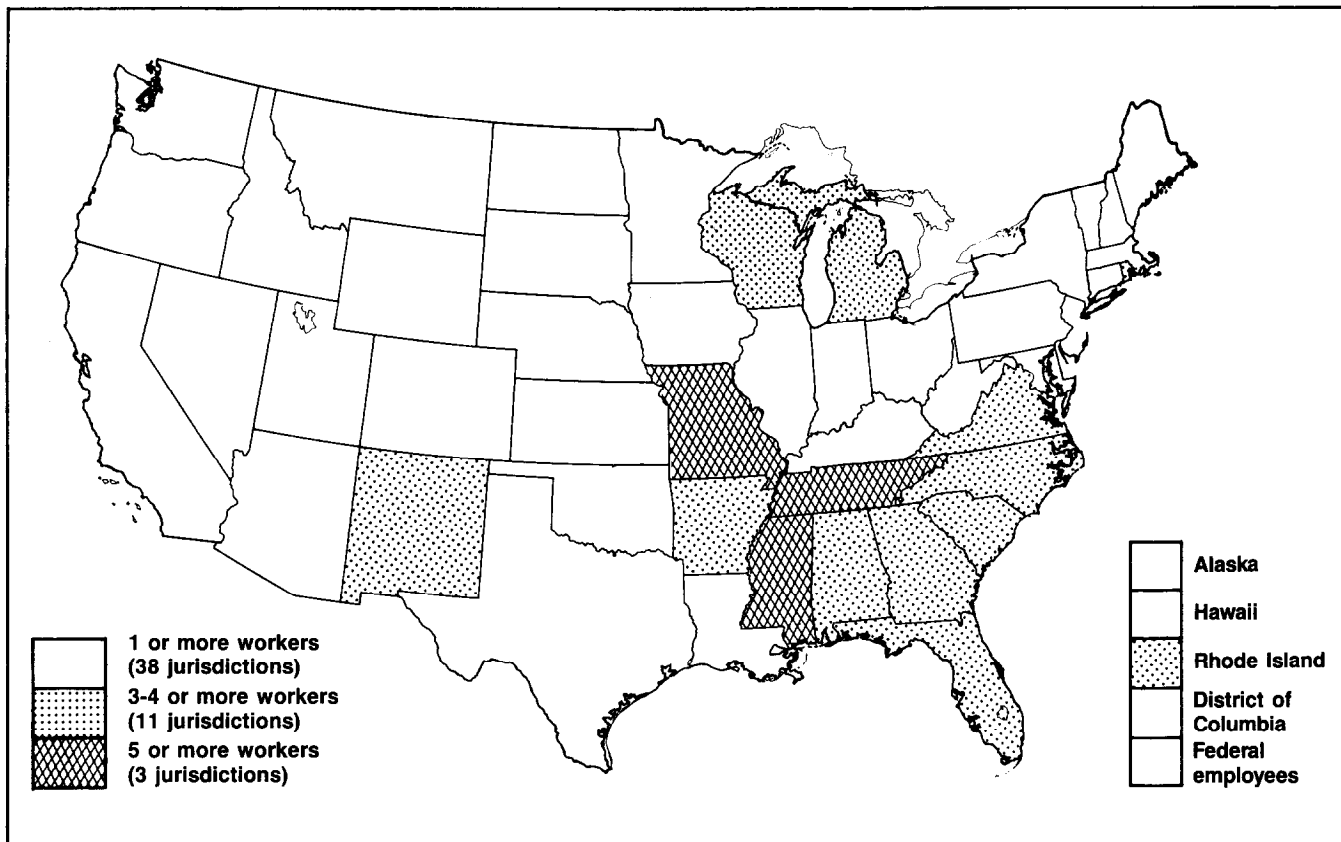 1 or more workers
(38 jurisdictions)
3-4 or more workers
(11 jurisdictions)
5 or more workers
(3 jurisdictions)
Alaska
Hawaii
Rhode Island
District of
Columbia
Federal
employees